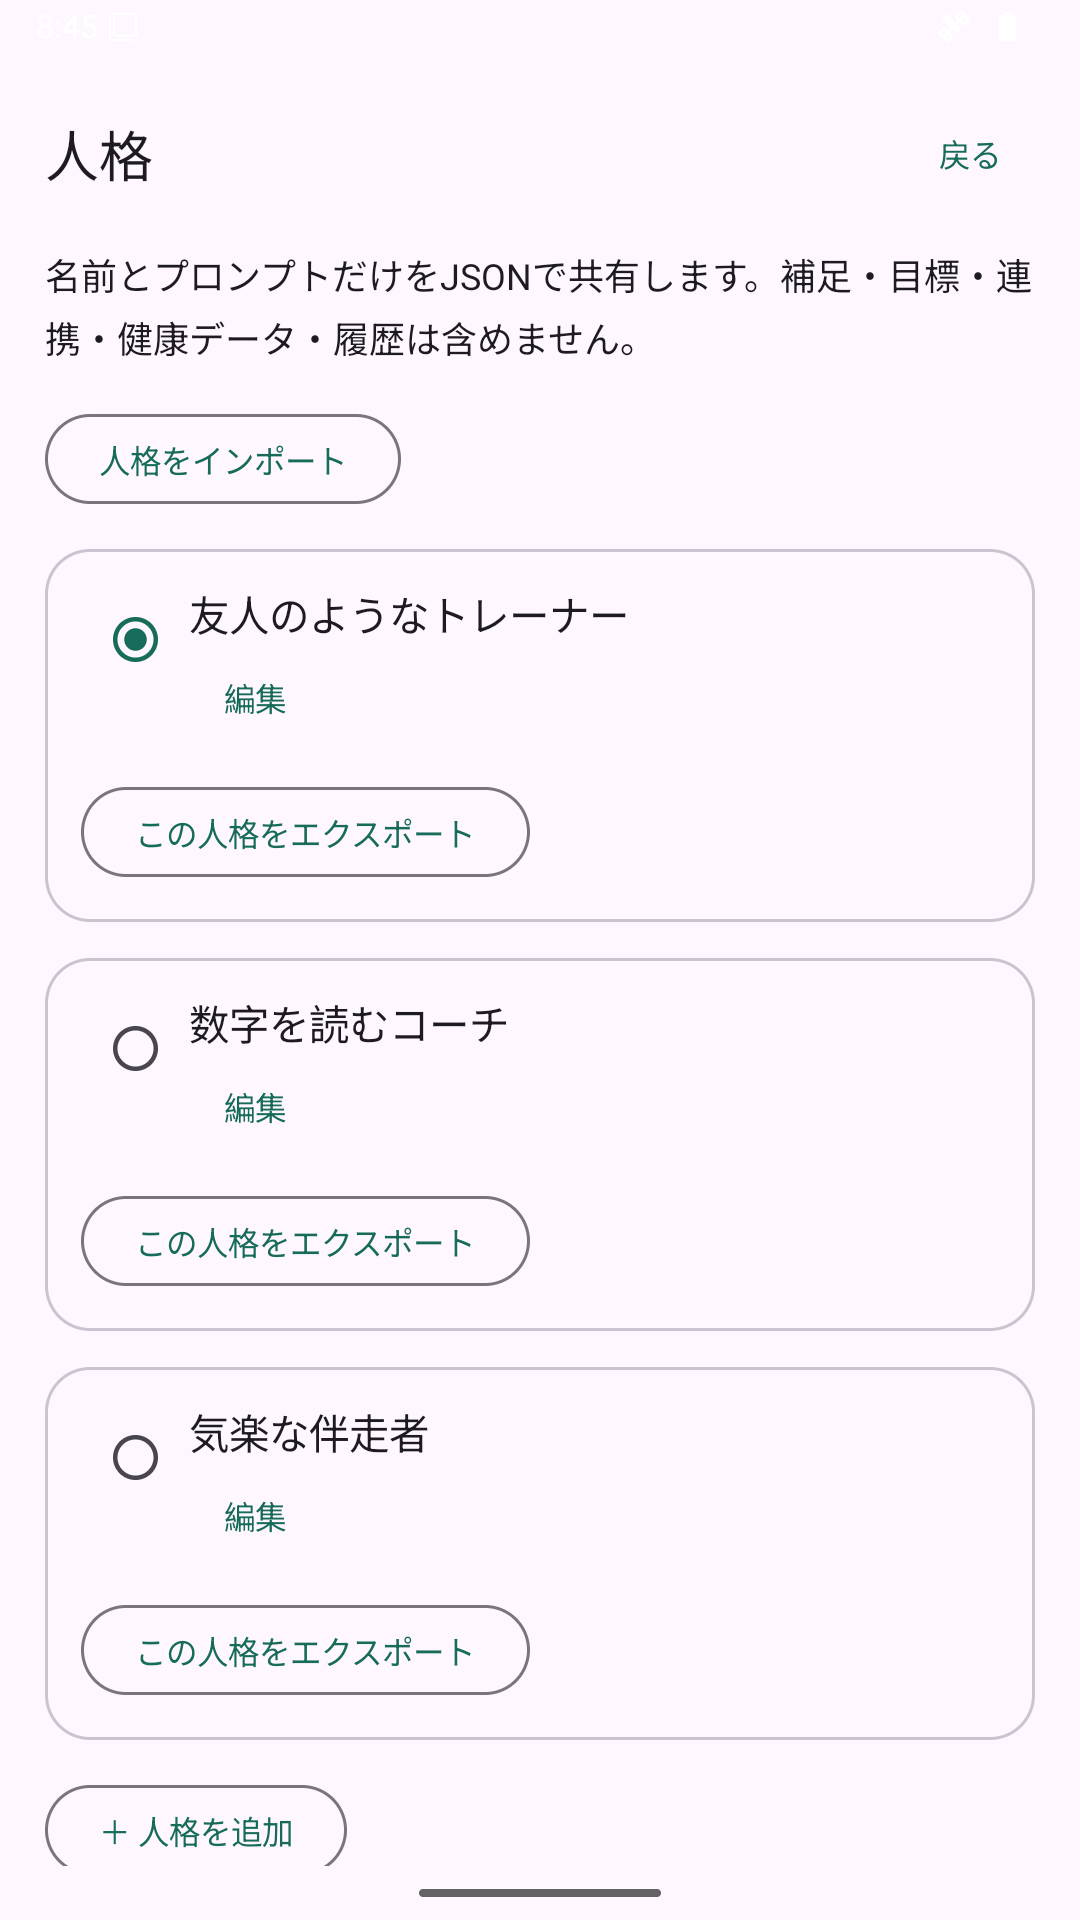 8:45
人格
戻る
名前とプロンプトだけをJSONで共有します。補足・目標・連
携・健康データ・履歴は含めません。
人格をインポート
友人のようなトレーナー
編集
この人格をエクスポート
数字を読むコーチ
編集
この人格をエクスポート
気楽な伴走者
編集
この人格をエクスポート
＋ 人格を追加